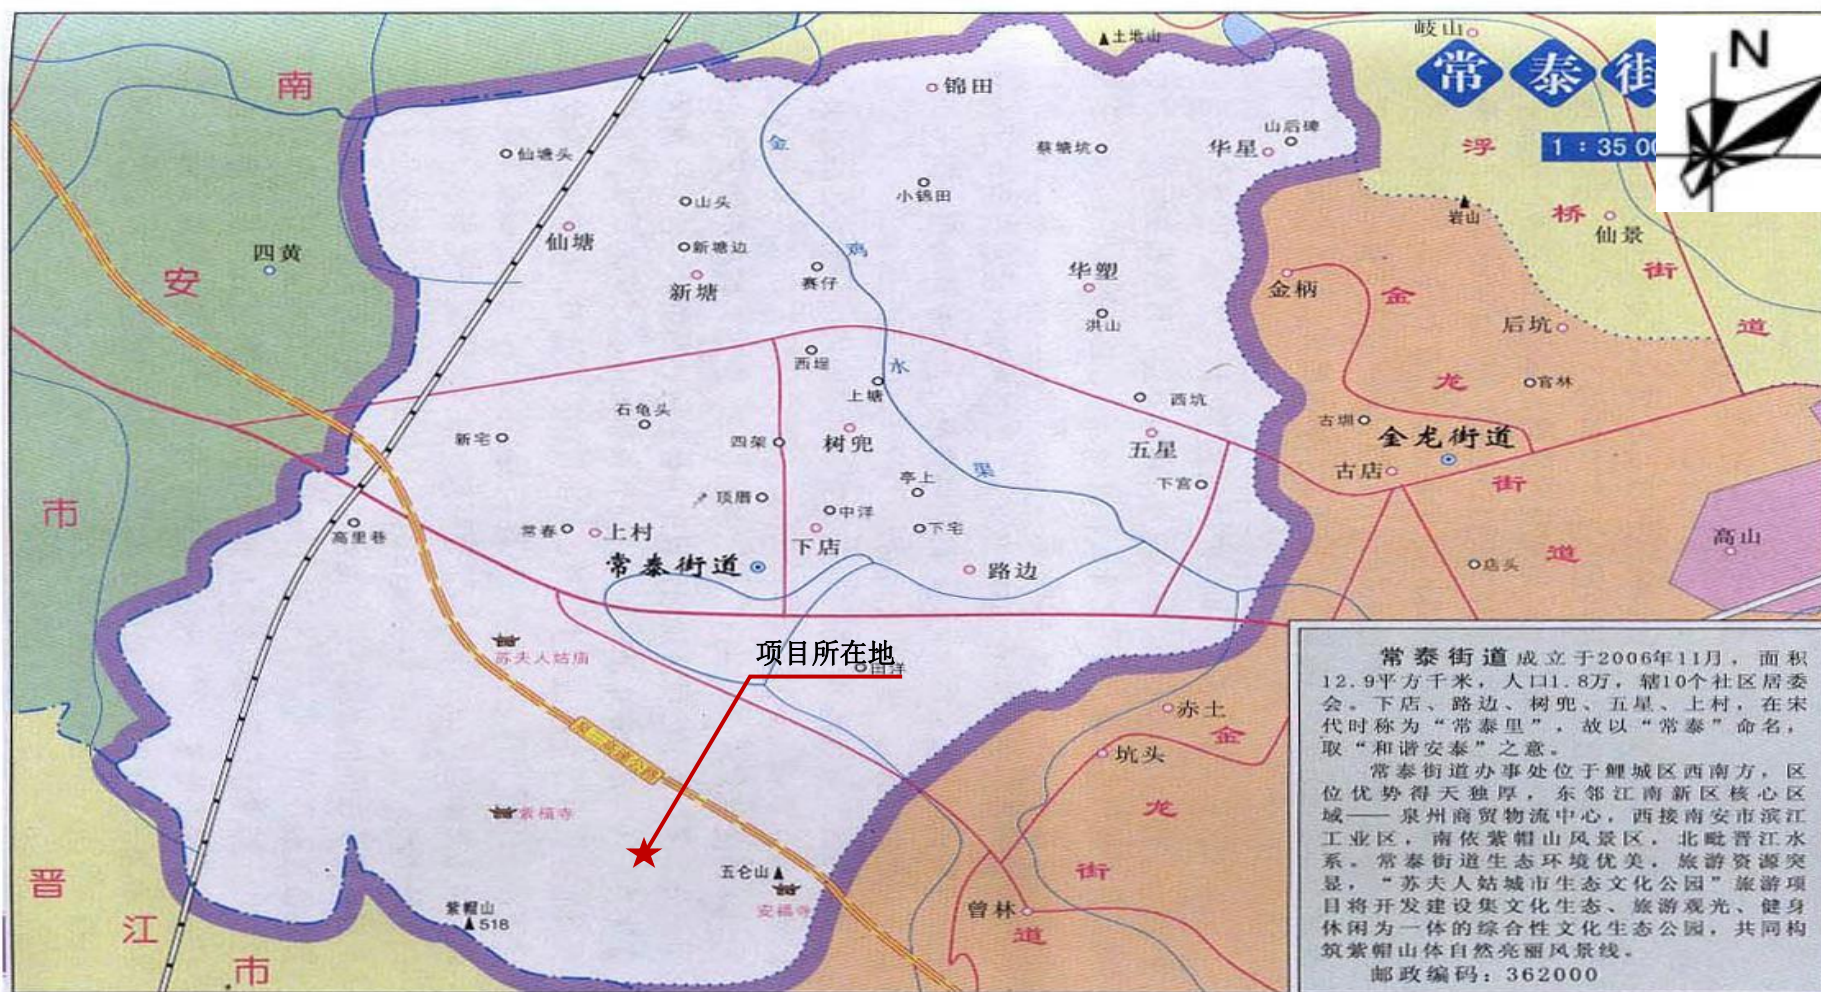 岐山
土地山
常泰街
N
南
锦田
金
山后碑
蔡塘坑
华星
浮
1：35 00
仙塘头
小锦田
山头
岩山
桥
仙景
仙塘
新塘边
鸡
四黄
安
赛仔
华塑
街
新塘
金柄
金
洪山
后坑
道
西堀
水
龙
官林
上塘
西坑
石龟头
古圳
新宅
四架
树兜
五星
金龙街道
渠
古店
亭上
下宫
街
顶厝
中洋
市
高里巷
常春
上村
下宅
下店
高山
道
常泰街道
路边
店头
苏夫人姑庙
项目所在地
田洋
赤土
金
坑头
紫福寺
龙
五仑山
街
晋
紫帽山
518
安福寺
曾林
江
道
市
常泰街道成立于2006年11月，面积
12.9平方千米，人口1.8万，辖10个社区居委
会。下店、路边、树兜、五星、上村，在宋
代时称为“常泰里”，故以“常泰”命名，
取“和谐安泰”之意。
常泰街道办事处位于鲤城区西南方，区
位优势得天独厚，东邻江南新区核心区
域——泉州商贸物流中心，西接南安市滨江
工业区，南依紫帽山风景区，北毗晋江水
系。常泰街道生态环境优美，旅游资源突
显，“苏夫人姑城市生态文化公园”旅游项
目将开发建设集文化生态、旅游观光、健身
休闲为一体的综合性文化生态公园，共同构
筑紫帽山体自然亮丽风景线。
邮政编码：362000